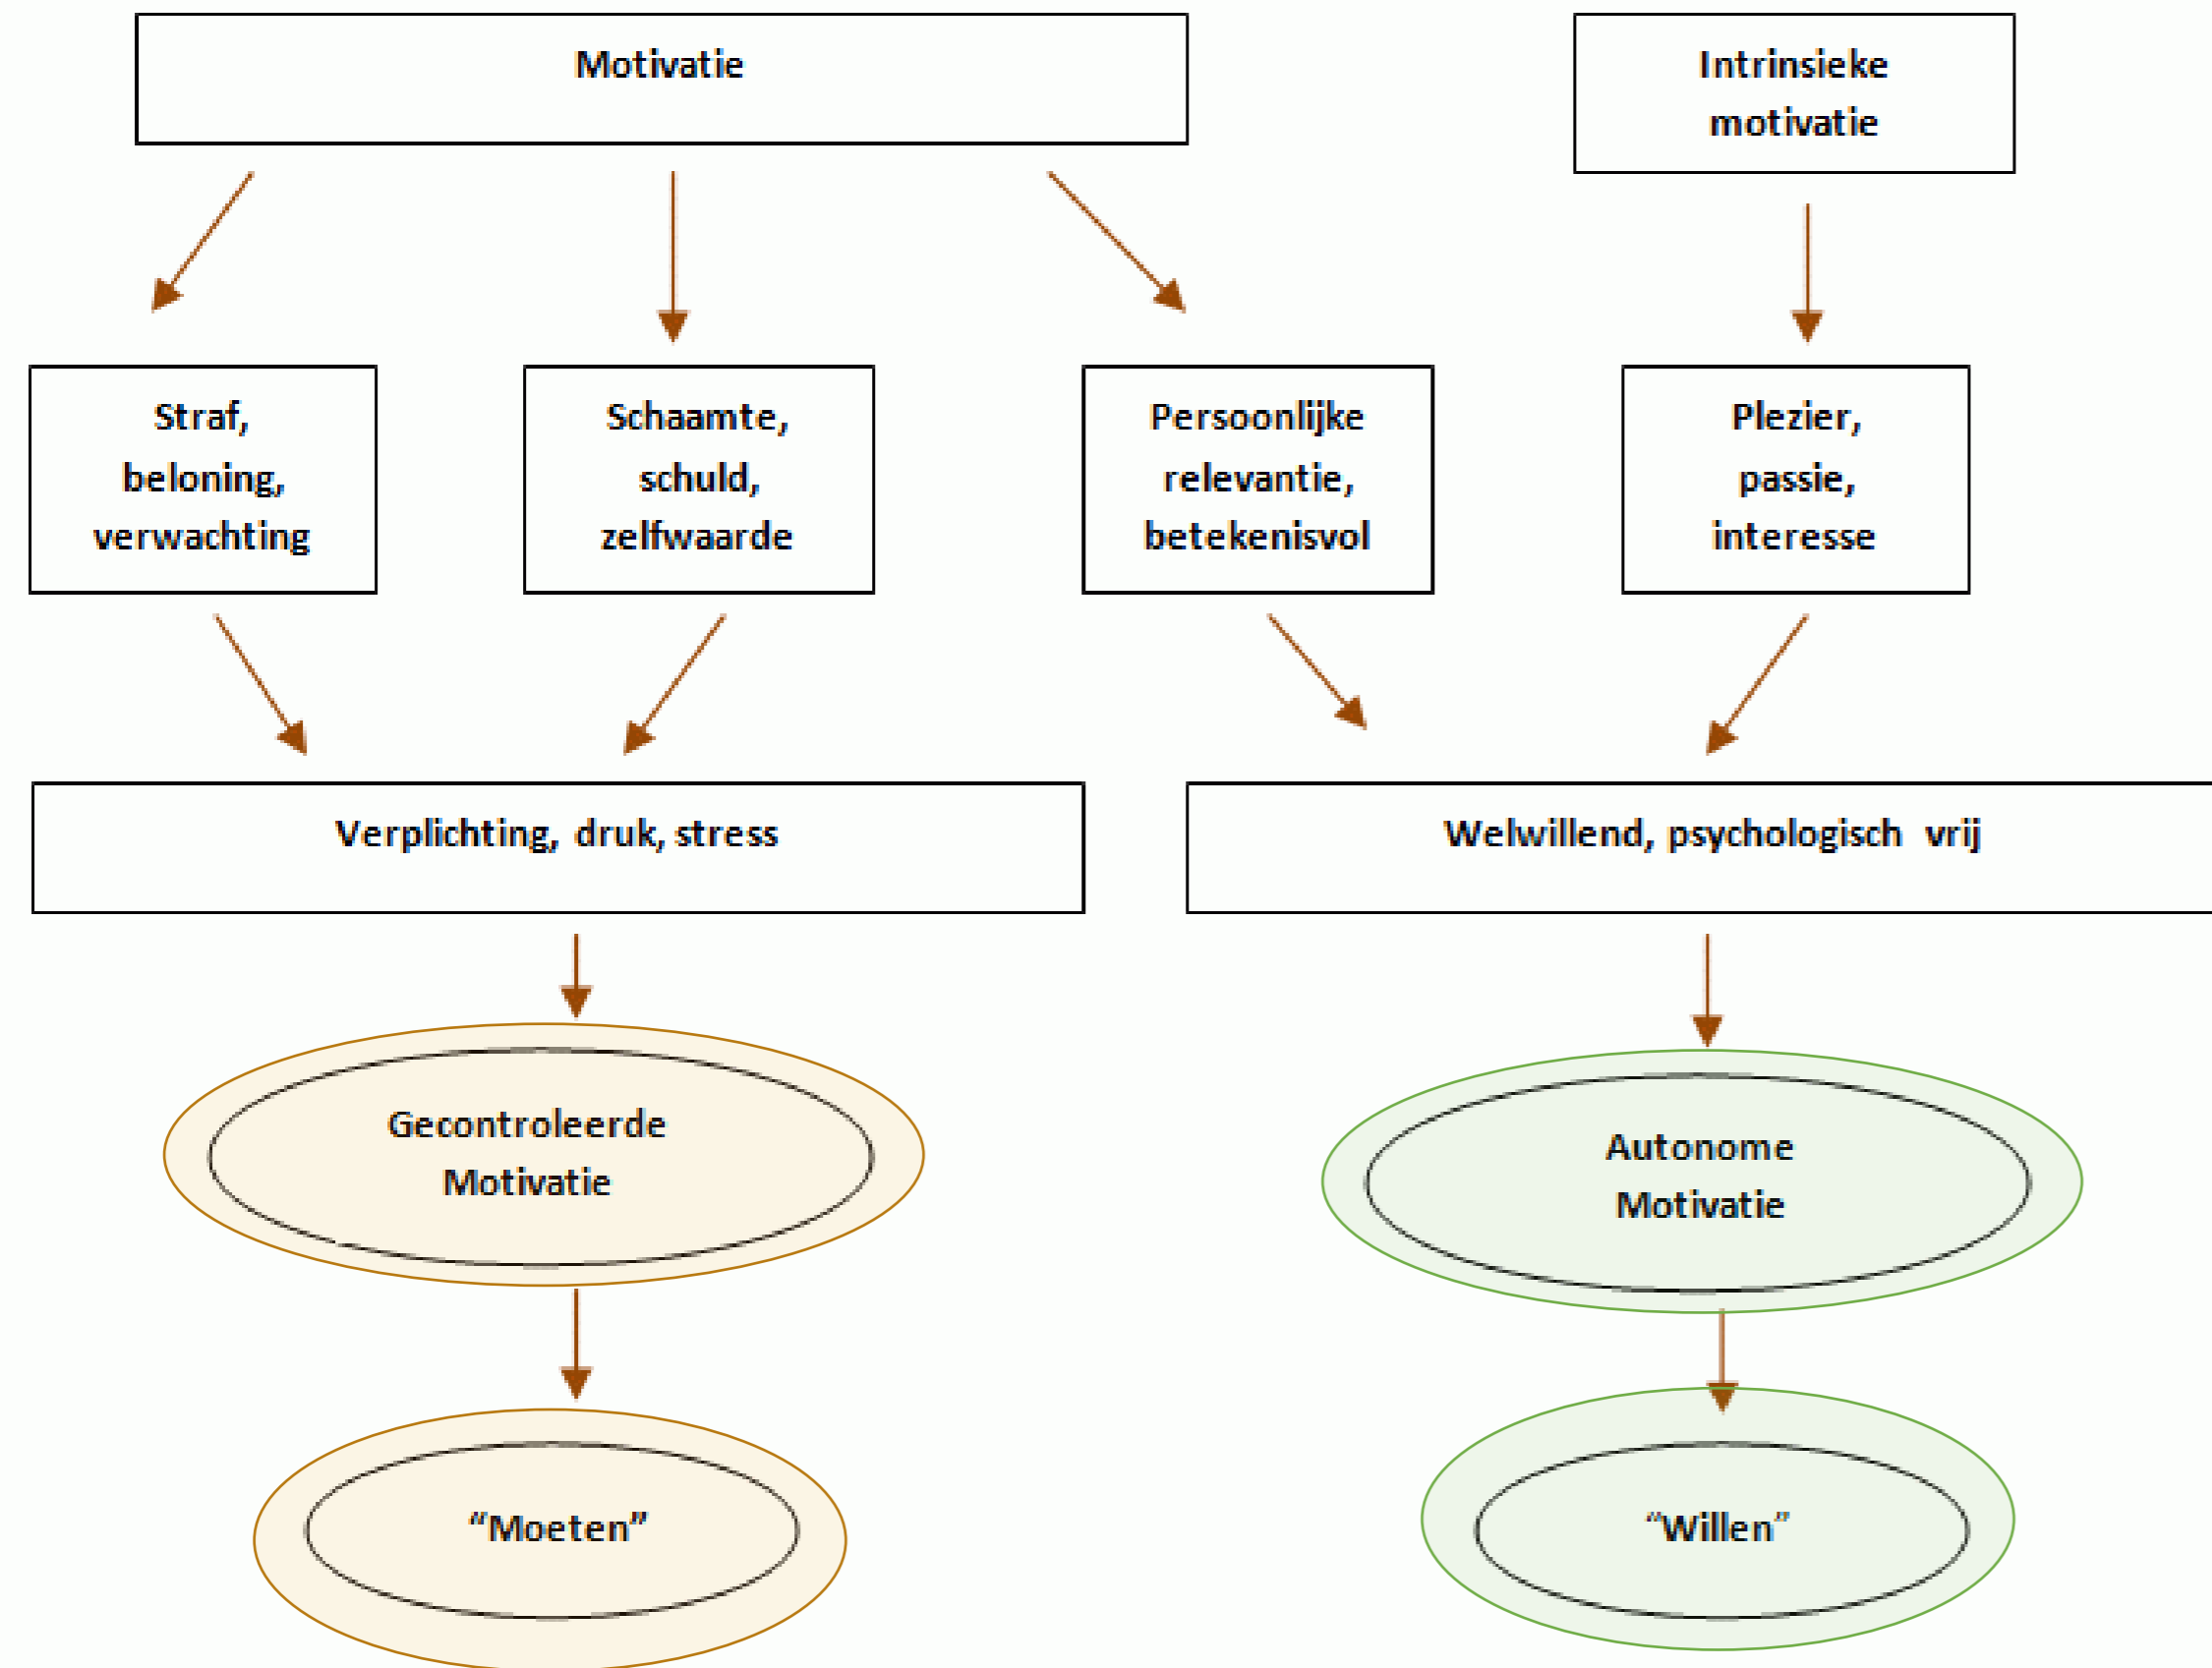 Motivatie
Intrinsieke
motivatie
Straf,
beloning,
verwachting
Schaamte,
schuld,
zelfwaarde
Persoonlijke
relevantie,
betekenisvol
Plezier,
passie,
interesse
Verplichting, druk, stress
Welwillend, psychologisch vrij
Gecontroleerde
Motivatie
Autonome
Motivatie
“Moeten”
“Willen”